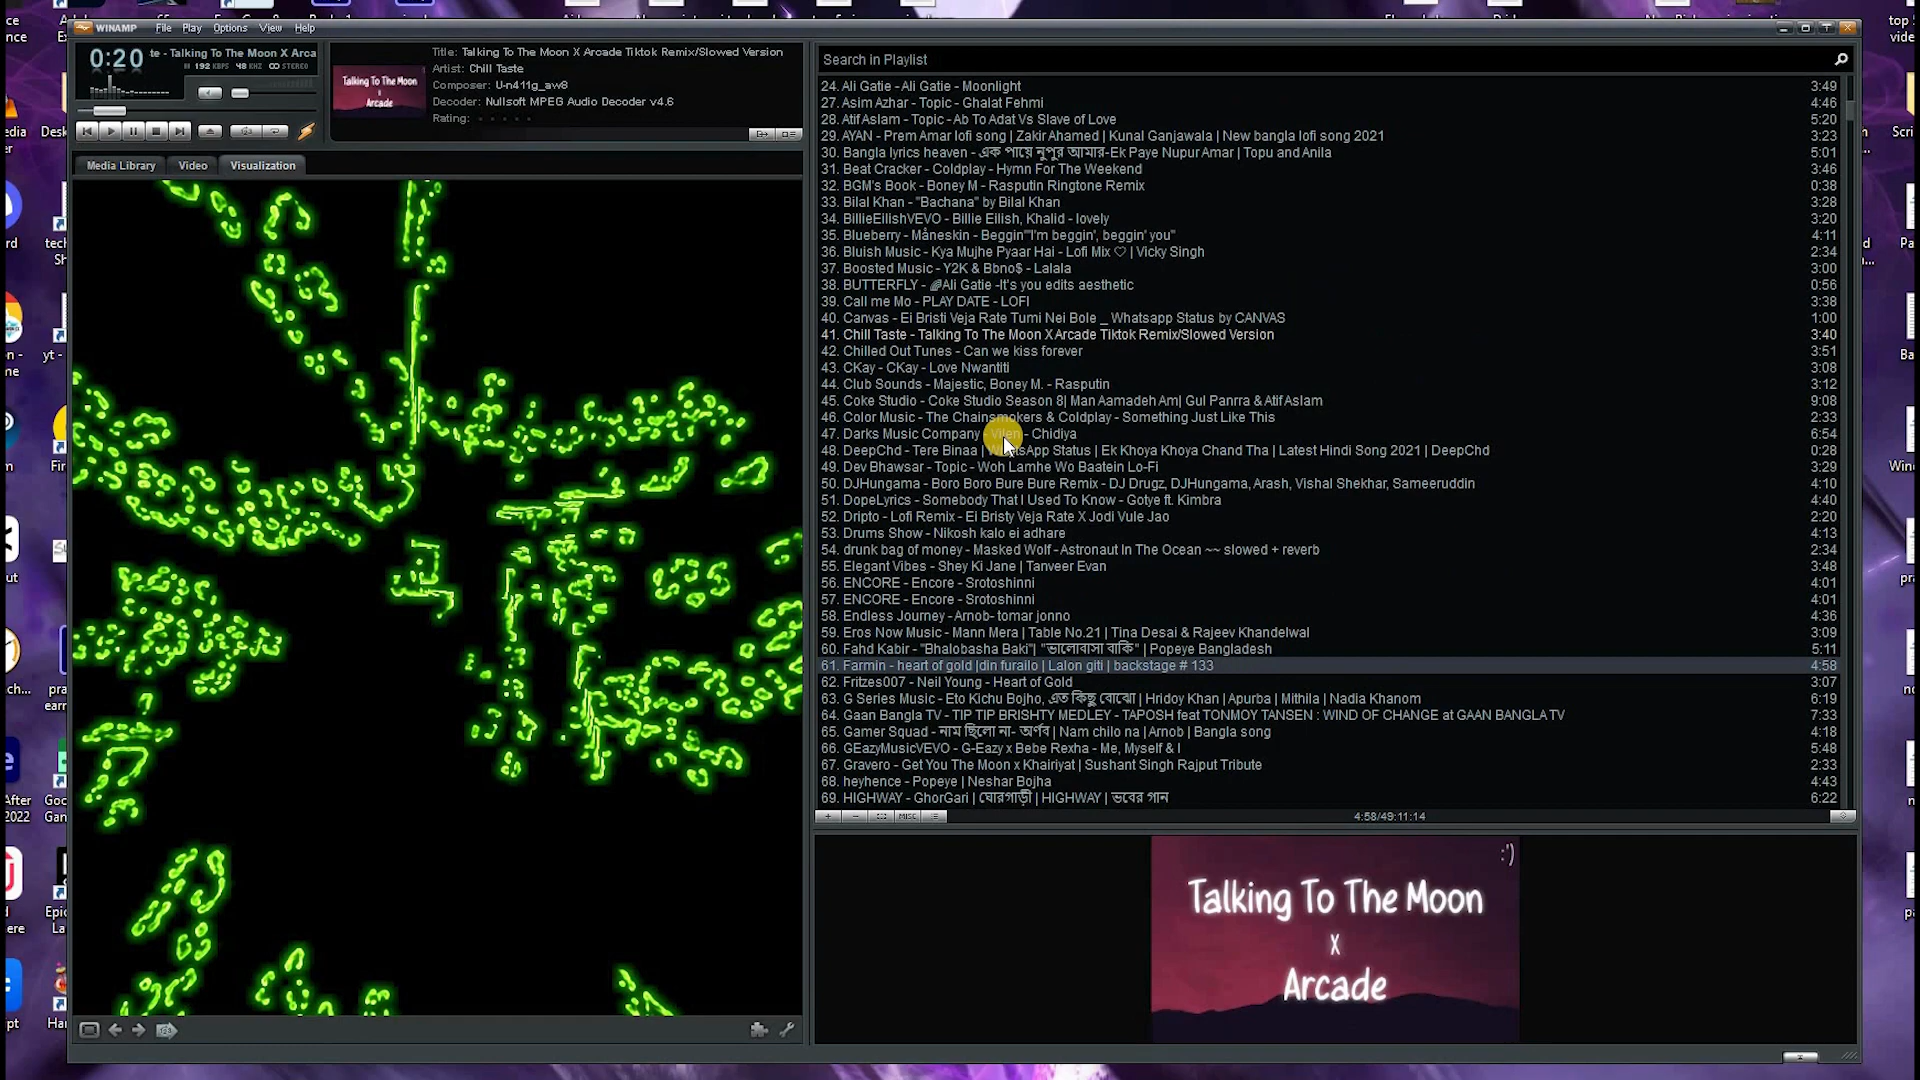 WINAMP File Play Options View Help
0:20 te - Talking To The Moon X Arca
192 KBPS 48 KHZ STEREO
Talking To The Moon
x
Arcade
Title: Talking To The Moon X Arcade Tiktok Remix/Slowed Version
Artist: Chill Taste
Composer: U-n411g_aw8
Decoder: Nullsoft MPEG Audio Decoder v4.6
Rating:
Media Library Video Visualization
Search in Playlist
24. Ali Gatie - Ali Gatie - Moonlight 3:49
27. Asim Azhar - Topic - Ghalat Fehmi 4:46
28. Atif Aslam - Topic - Ab To Adat Vs Slave of Love 5:20
29. AYAN - Prem Amar lofi song | Zakir Ahamed | Kunal Ganjawala | New bangla lofi song 2021 3:23
30. Bangla lyrics heaven - এক পায়ে নুপুর আমার-Ek Paye Nupur Amar | Topu and Anila 5:01
31. Beat Cracker - Coldplay - Hymn For The Weekend 3:46
32. BGM's Book - Boney M - Rasputin Ringtone Remix 0:38
33. Bilal Khan - "Bachana" by Bilal Khan 3:28
34. BillieEilishVEVO - Billie Eilish, Khalid - lovely 3:20
35. Blueberry - Måneskin - Beggin'"I'm beggin', beggin' you" 4:11
36. Bluish Music - Kya Mujhe Pyaar Hai - Lofi Mix ♡ | Vicky Singh 2:34
37. Boosted Music - Y2K & Bbno$ - Lalala 3:00
38. BUTTERFLY - Ali Gatie -It's you edits aesthetic 0:56
39. Call me Mo - PLAY DATE - LOFI 3:38
40. Canvas - Ei Bristi Veja Rate Tumi Nei Bole _ Whatsapp Status by CANVAS 1:00
41. Chill Taste - Talking To The Moon X Arcade Tiktok Remix/Slowed Version 3:40
42. Chilled Out Tunes - Can we kiss forever 3:51
43. CKay - CKay - Love Nwantiti 3:08
44. Club Sounds - Majestic, Boney M. - Rasputin 3:12
45. Coke Studio - Coke Studio Season 8| Man Aamadeh Am| Gul Panrra & Atif Aslam 9:08
46. Color Music - The Chainsmokers & Coldplay - Something Just Like This 2:33
47. Darks Music Company - Vilen - Chidiya 6:54
48. DeepChd - Tere Binaa | WhatsApp Status | Ek Khoya Khoya Chand Tha | Latest Hindi Song 2021 | DeepChd 0:28
49. Dev Bhawsar - Topic - Woh Lamhe Wo Baatein Lo-Fi 3:29
50. DJHungama - Boro Boro Bure Bure Remix - DJ Drugz, DJHungama, Arash, Vishal Shekhar, Sameeruddin 4:10
51. DopeLyrics - Somebody That I Used To Know - Gotye ft. Kimbra 4:40
52. Dripto - Lofi Remix - Ei Bristy Veja Rate X Jodi Vule Jao 2:20
53. Drums Show - Nikosh kalo ei adhare 4:13
54. drunk bag of money - Masked Wolf - Astronaut In The Ocean ~~ slowed + reverb 2:34
55. Elegant Vibes - Shey Ki Jane | Tanveer Evan 3:48
56. ENCORE - Encore - Srotoshinni 4:01
57. ENCORE - Encore - Srotoshinni 4:01
58. Endless Journey - Arnob- tomar jonno 4:36
59. Eros Now Music - Mann Mera | Table No.21 | Tina Desai & Rajeev Khandelwal 3:09
60. Fahd Kabir - "Bhalobasha Baki"| "ভালোবাসা বাকি" | Popeye Bangladesh 5:11
61. Farmin - heart of gold |din furailo | Lalon giti | backstage # 133 4:58
62. Fritzes007 - Neil Young - Heart of Gold 3:07
63. G Series Music - Eto Kichu Bojho, এত কিছু বোঝো | Hridoy Khan | Apurba | Mithila | Nadia Khanom 6:19
64. Gaan Bangla TV - TIP TIP BRISHTY MEDLEY - TAPOSH feat TONMOY TANSEN : WIND OF CHANGE at GAAN BANGLA TV 7:33
65. Gamer Squad - নাম ছিলো না- অর্ণব | Nam chilo na | Arnob | Bangla song 4:18
66. GEazyMusicVEVO - G-Eazy x Bebe Rexha - Me, Myself & I 5:48
67. Gravero - Get You The Moon x Khairiyat | Sushant Singh Rajput Tribute 2:33
68. heyhence - Popeye | Neshar Bojha 4:43
69. HIGHWAY - GhorGari | ঘোরগাড়ী | HIGHWAY | ভবের গান 6:22
MISC 4:58/49:11:14
:')
Talking To The Moon
x
Arcade
After
2022